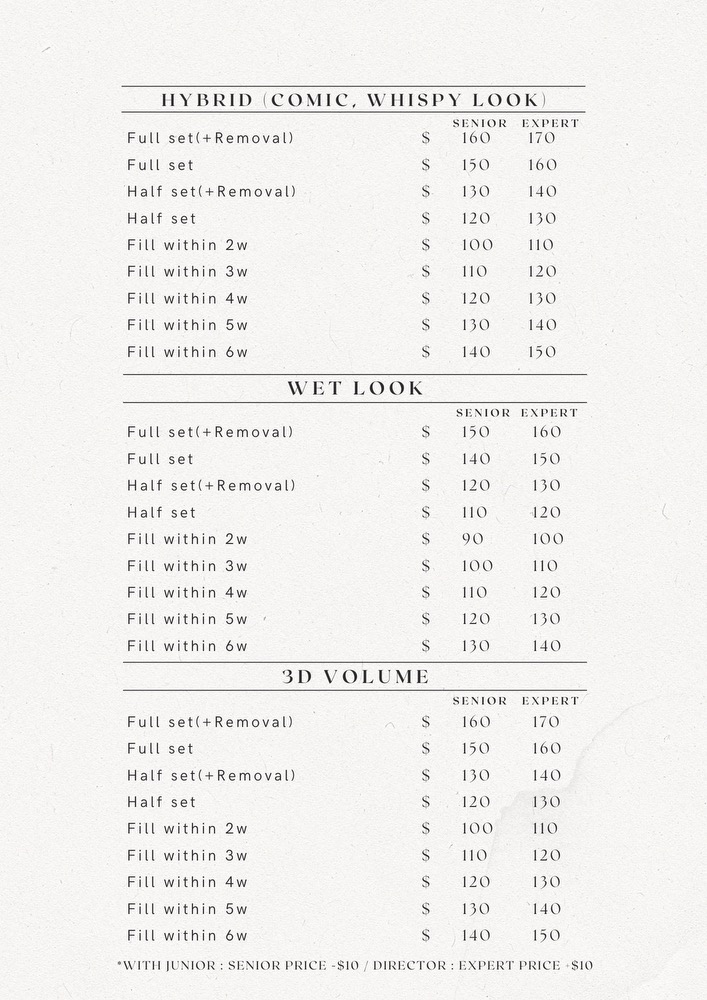 HYBRID (COMIC, WHISPY LOOK)
SENIOR EXPERT
Full set(+Removal) $ 160 170
Full set $ 150 160
Half set(+Removal) $ 130 140
Half set $ 120 130
Fill within 2w $ 100 110
Fill within 3w $ 110 120
Fill within 4w $ 120 130
Fill within 5w $ 130 140
Fill within 6w $ 140 150
WET LOOK
SENIOR EXPERT
Full set(+Removal) $ 150 160
Full set $ 140 150
Half set(+Removal) $ 120 130
Half set $ 110 120
Fill within 2w $ 90 100
Fill within 3w $ 100 110
Fill within 4w $ 110 120
Fill within 5w $ 120 130
Fill within 6w $ 130 140
3D VOLUME
SENIOR EXPERT
Full set(+Removal) $ 160 170
Full set $ 150 160
Half set(+Removal) $ 130 140
Half set $ 120 130
Fill within 2w $ 100 110
Fill within 3w $ 110 120
Fill within 4w $ 120 130
Fill within 5w $ 130 140
Fill within 6w $ 140 150
*WITH JUNIOR : SENIOR PRICE -$10 / DIRECTOR : EXPERT PRICE +$10